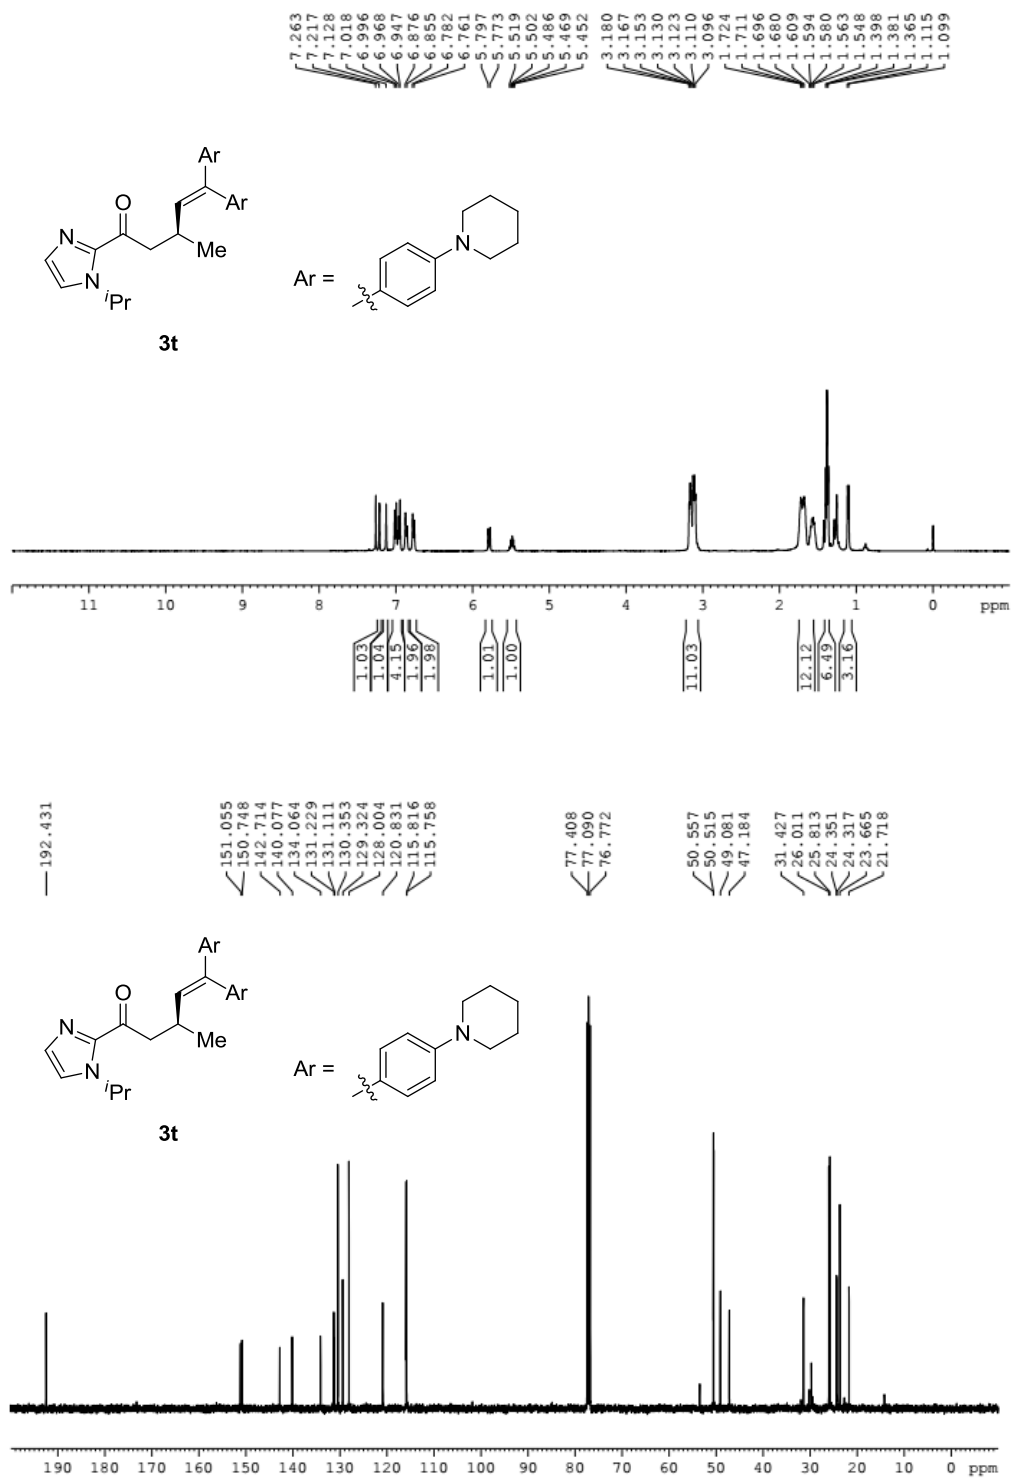 7.263 7.217 7.128 7.018 6.996 6.968 6.947 6.876 6.855 6.782 6.761 5.797 5.773 5.519 5.502 5.486 5.469 5.452 3.180 3.167 3.153 3.130 3.123 3.110 3.096 1.724 1.711 1.696 1.680 1.609 1.594 1.580 1.563 1.548 1.398 1.381 1.365 1.115 1.099
Ar
Ar
O
N
N
Me
iPr
Ar =
N
3t
11 10 9 8 7 6 5 4 3 2 1 0 ppm
1.03 1.04 4.15 1.96 1.98 1.01 1.00 11.03 12.12 6.49 3.16
192.431 151.055 150.748 142.714 140.077 134.064 131.229 131.111 130.353 129.324 128.004 120.831 115.816 115.758 77.408 77.090 76.772 50.557 50.515 49.081 47.184 31.427 26.011 25.813 24.351 24.317 23.665 21.718
Ar
Ar
O
N
N
Me
iPr
Ar =
N
3t
190 180 170 160 150 140 130 120 110 100 90 80 70 60 50 40 30 20 10 0 ppm